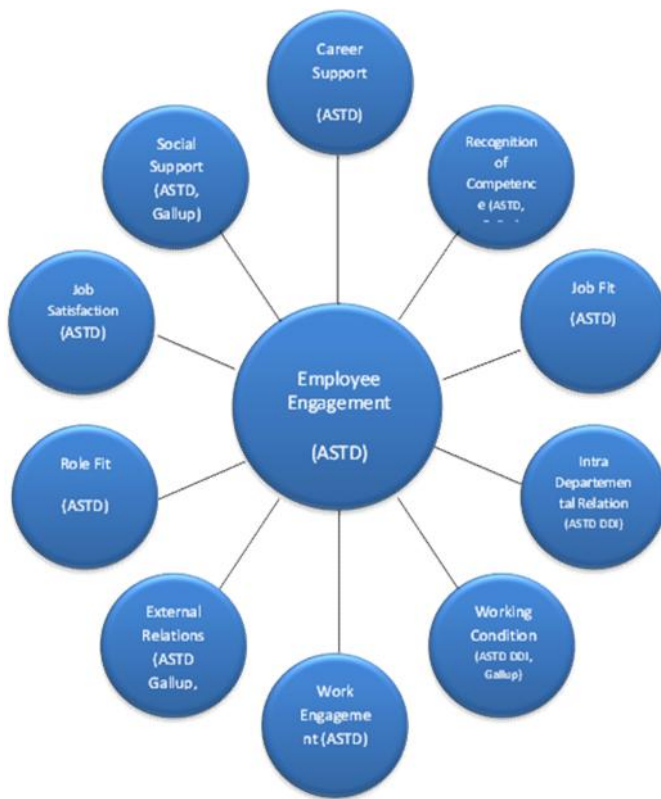 Career
Support
(ASTD)
Recognition
of
Competenc
e (ASTD,
Job Fit
(ASTD)
Intra
Departemen
tal Relation
(ASTD DDI)
Working
Condition
(ASTD DDI,
Gallup)
Work
Engageme
nt (ASTD)
External
Relations
(ASTD
Gallup,
Role Fit
(ASTD)
Job
Satisfaction
(ASTD)
Social
Support
(ASTD,
Gallup)
Employee
Engagement
(ASTD)